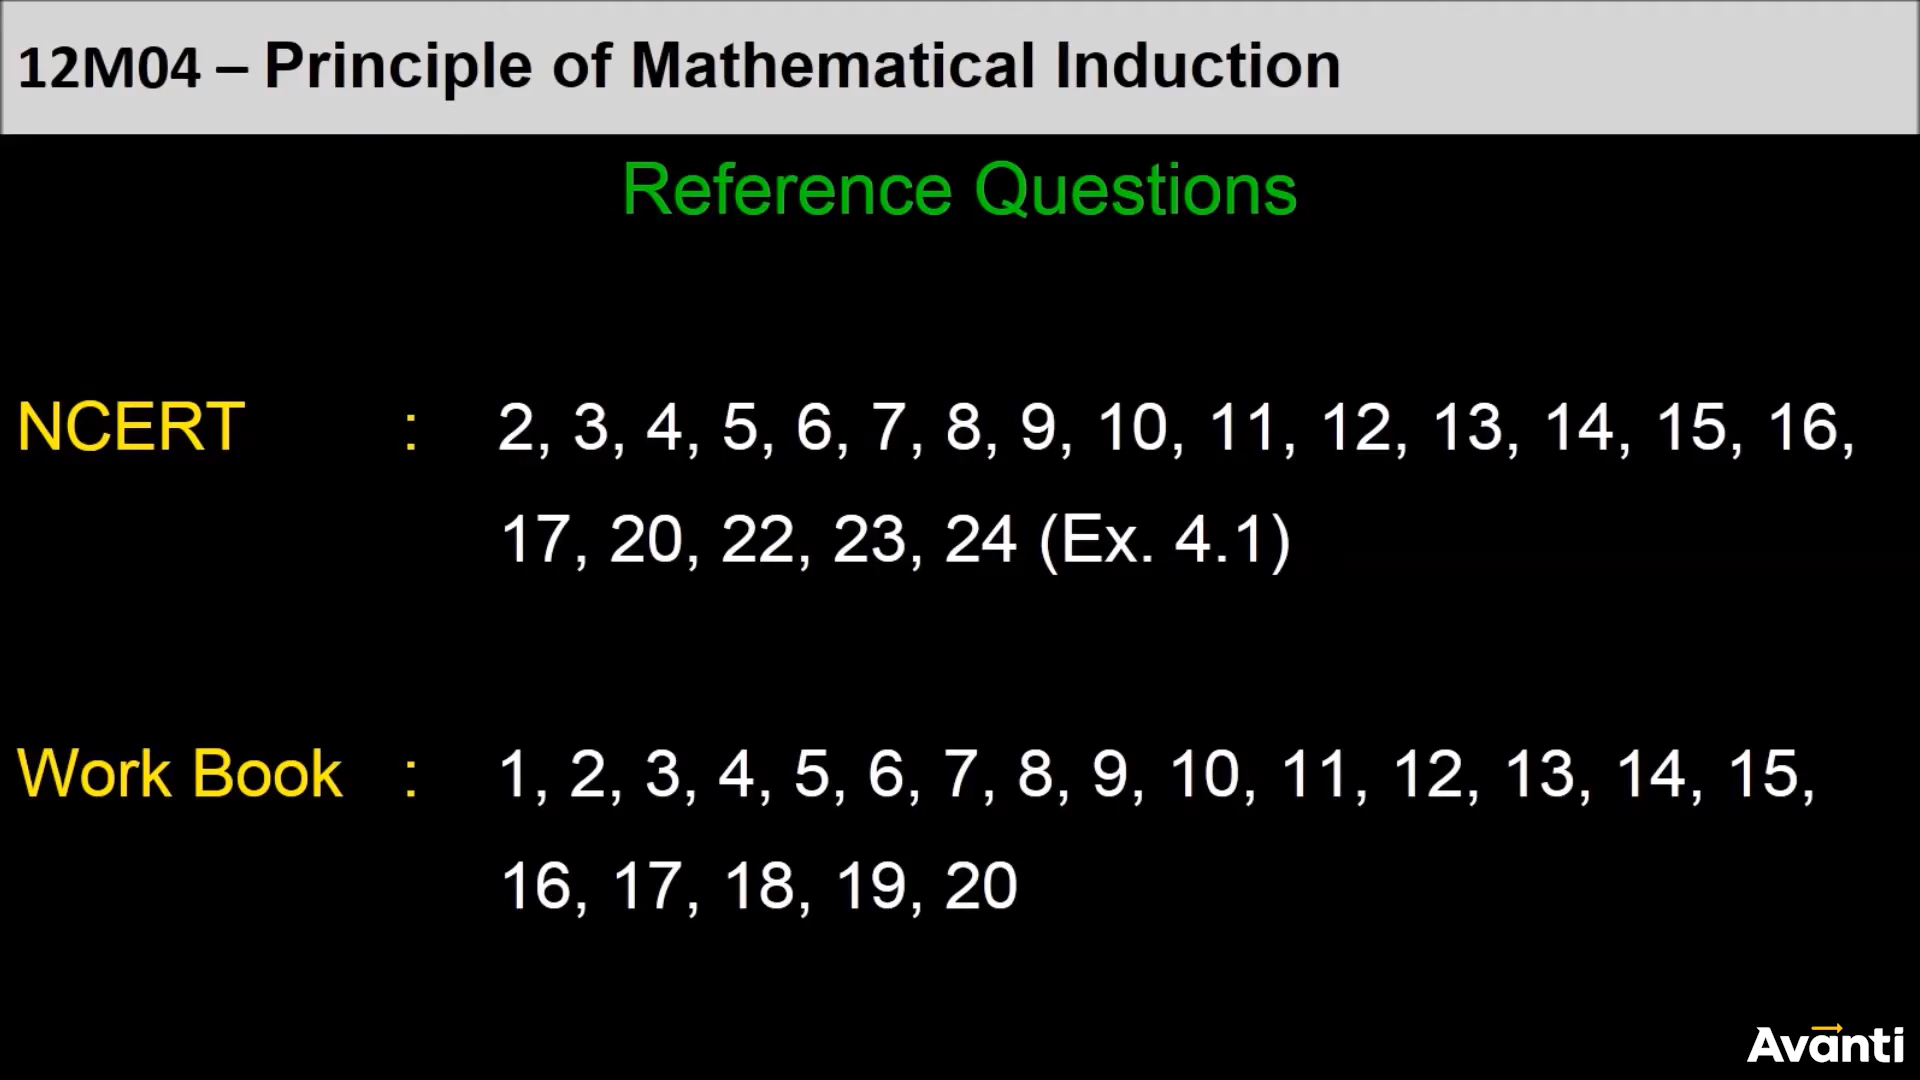 12M04 – Principle of Mathematical Induction
Reference Questions
NCERT : 2, 3, 4, 5, 6, 7, 8, 9, 10, 11, 12, 13, 14, 15, 16,
17, 20, 22, 23, 24 (Ex. 4.1)
Work Book : 1, 2, 3, 4, 5, 6, 7, 8, 9, 10, 11, 12, 13, 14, 15,
16, 17, 18, 19, 20
Avanti